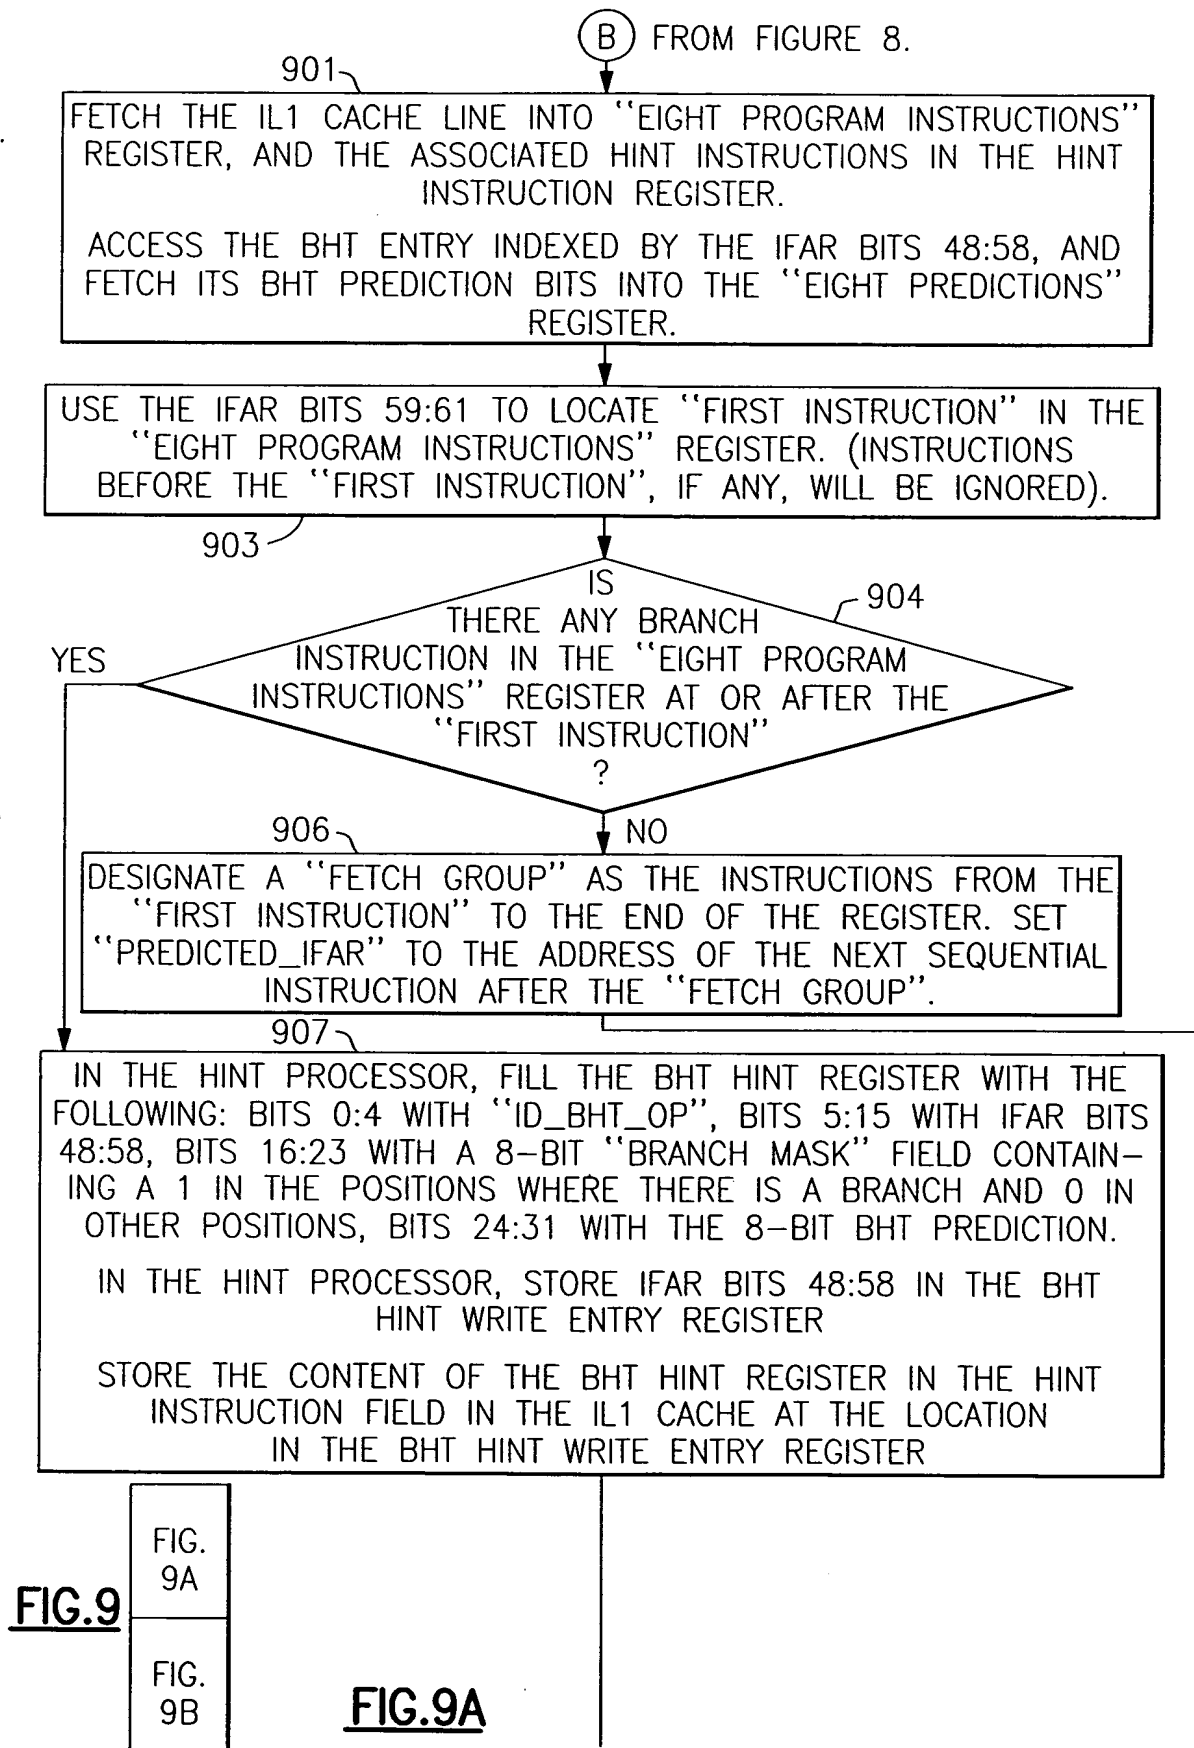 B FROM FIGURE 8.
901
FETCH THE IL1 CACHE LINE INTO ‘‘EIGHT PROGRAM INSTRUCTIONS’’
REGISTER, AND THE ASSOCIATED HINT INSTRUCTIONS IN THE HINT
INSTRUCTION REGISTER.
ACCESS THE BHT ENTRY INDEXED BY THE IFAR BITS 48:58, AND
FETCH ITS BHT PREDICTION BITS INTO THE ‘‘EIGHT PREDICTIONS’’
REGISTER.
USE THE IFAR BITS 59:61 TO LOCATE ‘‘FIRST INSTRUCTION’’ IN THE
‘‘EIGHT PROGRAM INSTRUCTIONS’’ REGISTER. (INSTRUCTIONS
BEFORE THE ‘‘FIRST INSTRUCTION’’, IF ANY, WILL BE IGNORED).
903
IS
THERE ANY BRANCH
INSTRUCTION IN THE ‘‘EIGHT PROGRAM
INSTRUCTIONS’’ REGISTER AT OR AFTER THE
‘‘FIRST INSTRUCTION’’
?
904
YES
NO
906
DESIGNATE A ‘‘FETCH GROUP’’ AS THE INSTRUCTIONS FROM THE
‘‘FIRST INSTRUCTION’’ TO THE END OF THE REGISTER. SET
‘‘PREDICTED_IFAR’’ TO THE ADDRESS OF THE NEXT SEQUENTIAL
INSTRUCTION AFTER THE ‘‘FETCH GROUP’’.
907
IN THE HINT PROCESSOR, FILL THE BHT HINT REGISTER WITH THE
FOLLOWING: BITS 0:4 WITH ‘‘ID_BHT_OP’’, BITS 5:15 WITH IFAR BITS
48:58, BITS 16:23 WITH A 8–BIT ‘‘BRANCH MASK’’ FIELD CONTAIN–
ING A 1 IN THE POSITIONS WHERE THERE IS A BRANCH AND 0 IN
OTHER POSITIONS, BITS 24:31 WITH THE 8–BIT BHT PREDICTION.
IN THE HINT PROCESSOR, STORE IFAR BITS 48:58 IN THE BHT
HINT WRITE ENTRY REGISTER
STORE THE CONTENT OF THE BHT HINT REGISTER IN THE HINT
INSTRUCTION FIELD IN THE IL1 CACHE AT THE LOCATION
IN THE BHT HINT WRITE ENTRY REGISTER
FIG.9
FIG.
9A
FIG.
9B
FIG.9A